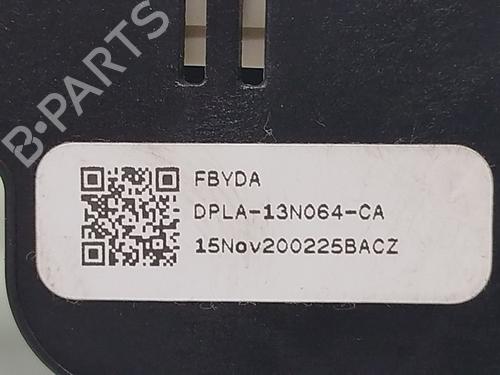 B-PARTS
FBYDA
DPLA-13N064-CA
15Nov200225BACZ